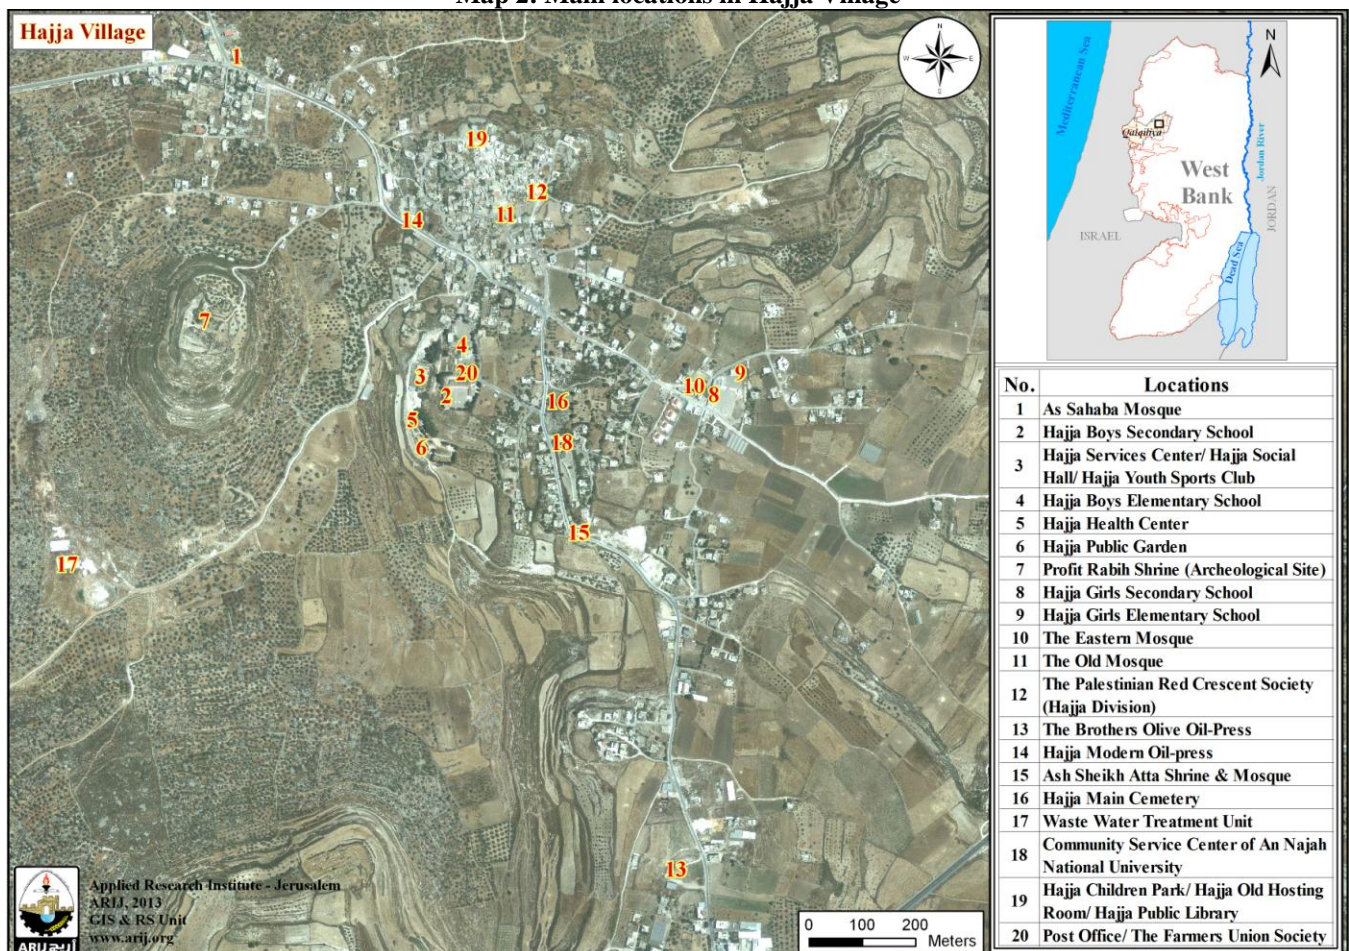 Map 2: Main locations in Hajja Village
Hajja Village
1
19
12
11
14
7
4
3
20
2
16
10
9
8
5
6
18
15
17
13
N
W
E
S
Applied Research Institute - Jerusalem
ARIJ, 2013
GIS & RS Unit
www.arij.org
ARIJ أريج
0 100 200
Meters
N
Mediterranean Sea
Qalqiliya
West
Bank
Jordan River
JORDAN
ISRAEL
Dead Sea
No. Locations
1 As Sahaba Mosque
2 Hajja Boys Secondary School
3 Hajja Services Center/ Hajja Social
Hall/ Hajja Youth Sports Club
4 Hajja Boys Elementary School
5 Hajja Health Center
6 Hajja Public Garden
7 Profit Rabih Shrine (Archeological Site)
8 Hajja Girls Secondary School
9 Hajja Girls Elementary School
10 The Eastern Mosque
11 The Old Mosque
12 The Palestinian Red Crescent Society
(Hajja Division)
13 The Brothers Olive Oil-Press
14 Hajja Modern Oil-press
15 Ash Sheikh Atta Shrine & Mosque
16 Hajja Main Cemetery
17 Waste Water Treatment Unit
18 Community Service Center of An Najah
National University
19 Hajja Children Park/ Hajja Old Hosting
Room/ Hajja Public Library
20 Post Office/ The Farmers Union Society